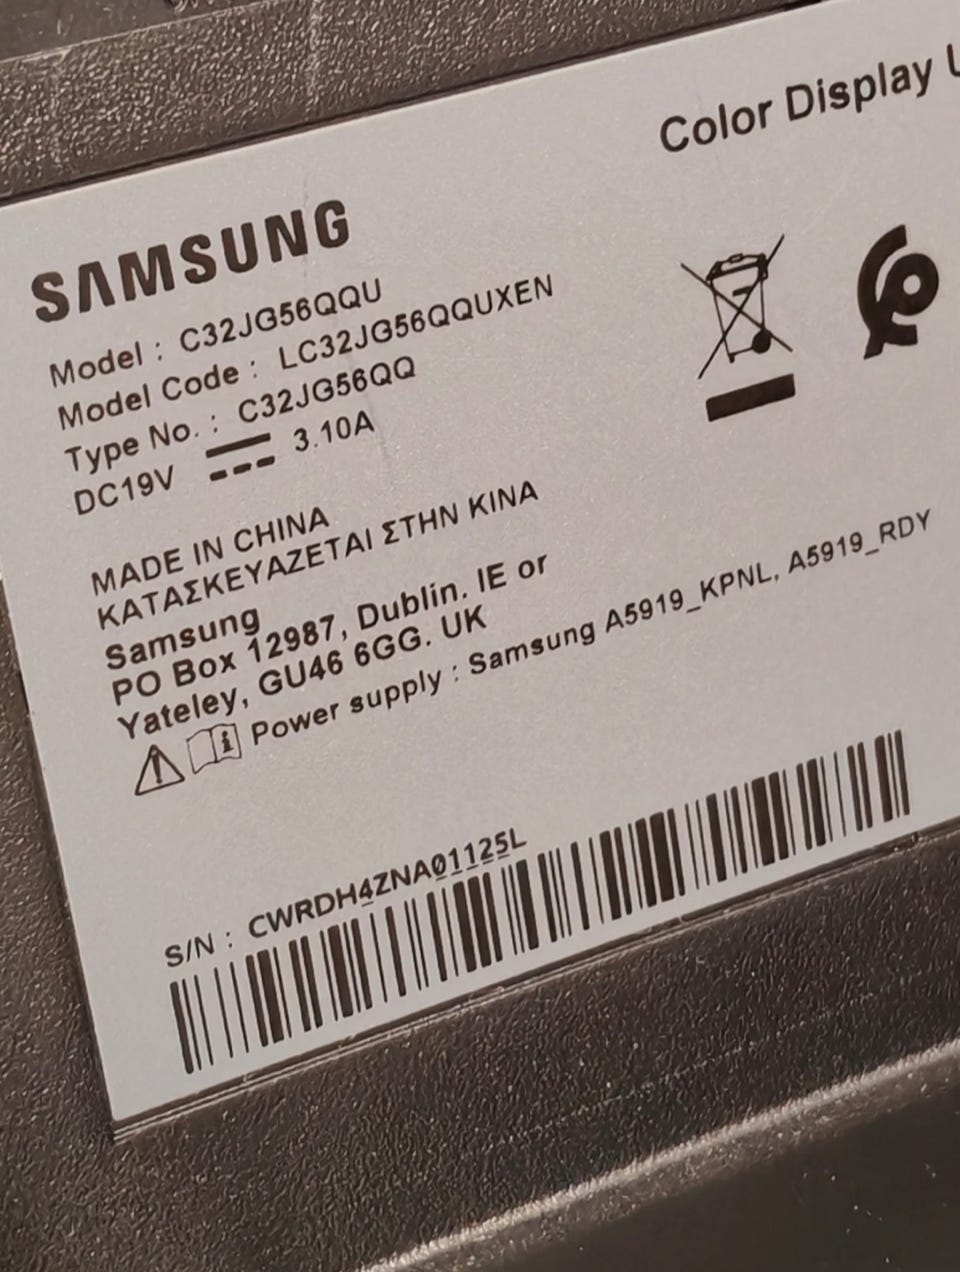 Color Display
SAMSUNG
Model : C32JG56QQU
Model Code : LC32JG56QQUXEN
Type No. : C32JG56QQ
DC19V ⎓ 3.10A
MADE IN CHINA
ΚΑΤΑΣΚΕΥΑΖΕΤΑΙ ΣΤΗΝ ΚΙΝΑ
Samsung
PO Box 12987, Dublin. IE or
Yateley, GU46 6GG. UK
Power supply : Samsung A5919_KPNL, A5919_RDY
S/N : CWRDH4ZNA01125L